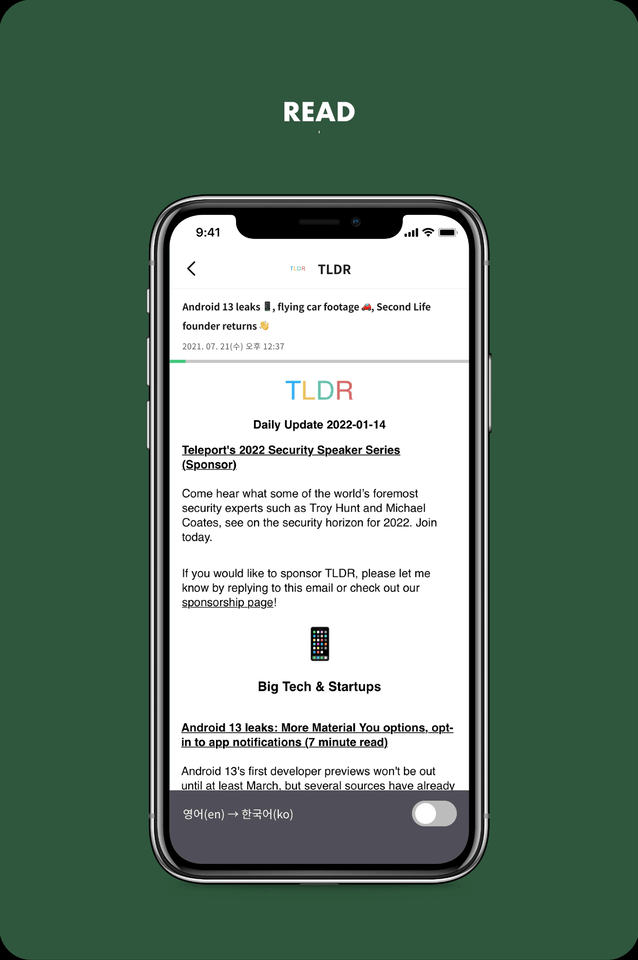 READ
9:41
TLDR TLDR
Android 13 leaks 📱, flying car footage 🚗, Second Life
founder returns 👋
2021. 07. 21(수) 오후 12:37
TLDR
Daily Update 2022-01-14
Teleport's 2022 Security Speaker Series
(Sponsor)
Come hear what some of the world's foremost
security experts such as Troy Hunt and Michael
Coates, see on the security horizon for 2022. Join
today.
If you would like to sponsor TLDR, please let me
know by replying to this email or check out our
sponsorship page!
Big Tech & Startups
Android 13 leaks: More Material You options, opt-
in to app notifications (7 minute read)
Android 13's first developer previews won't be out
until at least March, but several sources have already
영어(en) → 한국어(ko)